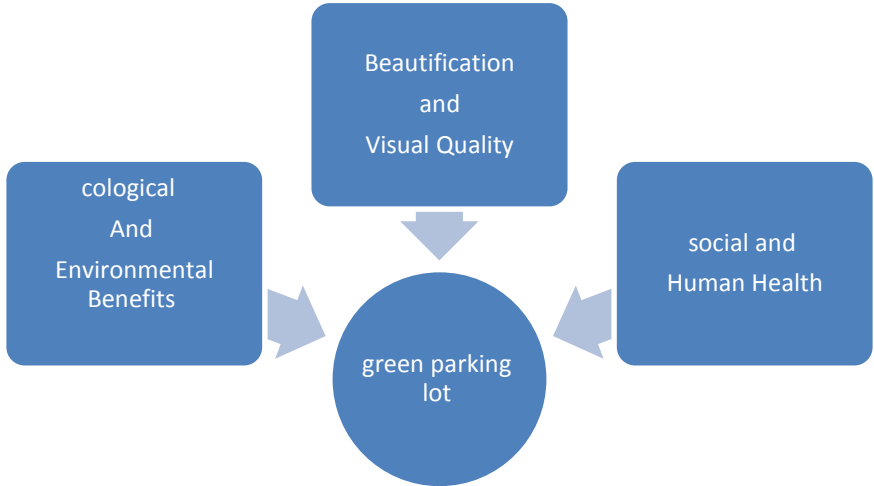 Beautification
and
Visual Quality
cological
And
Environmental
Benefits
social and
Human Health
green parking
lot